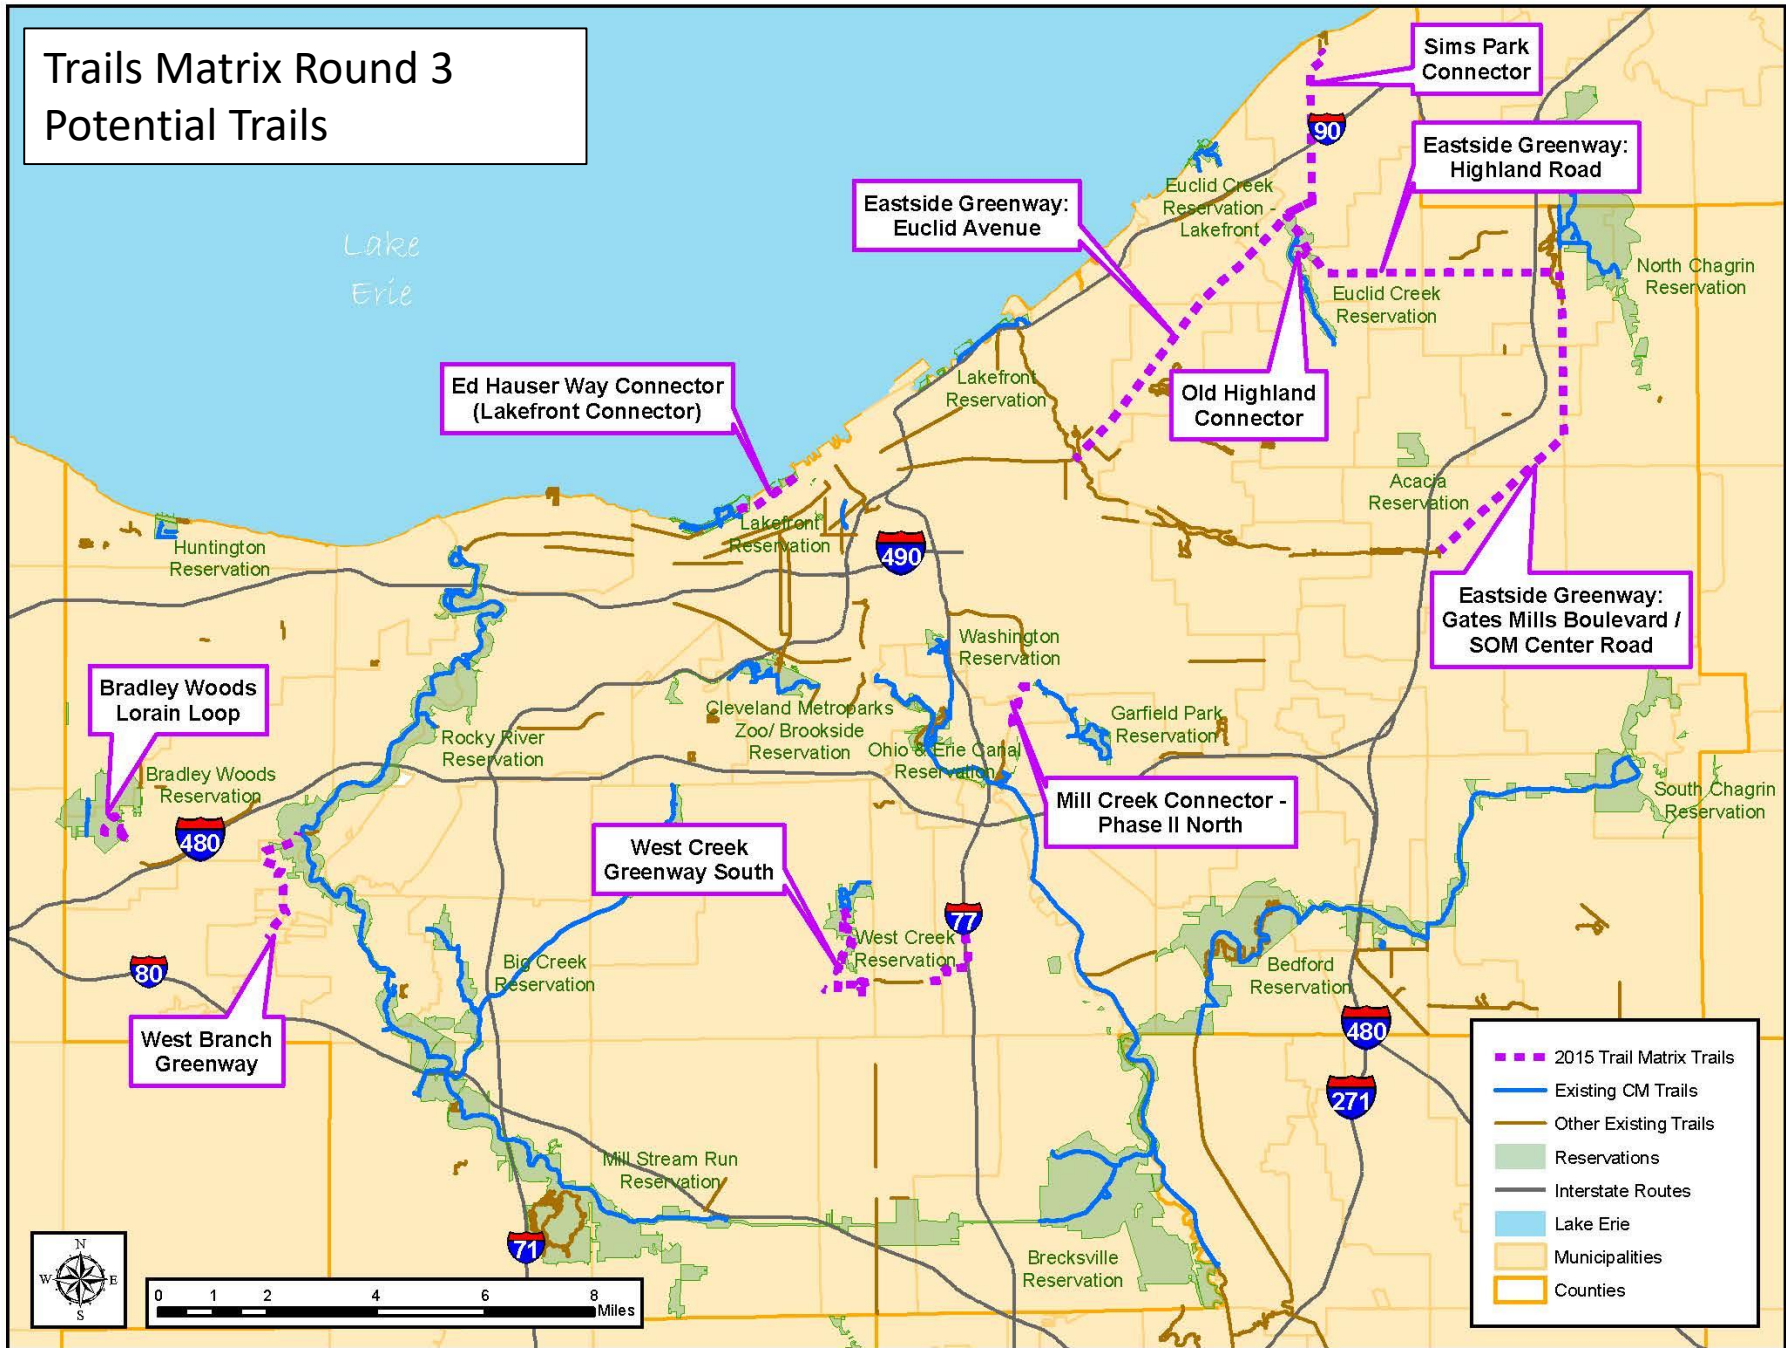 Trails Matrix Round 3
Potential Trails
Lake
Erie
Sims Park
Connector
90
Eastside Greenway:
Highland Road
Eastside Greenway:
Euclid Avenue
Euclid Creek
Reservation -
Lakefront
North Chagrin
Reservation
Euclid Creek
Reservation
Old Highland
Connector
Lakefront
Reservation
Ed Hauser Way Connector
(Lakefront Connector)
Acacia
Reservation
Lakefront
Reservation
Huntington
Reservation
490
Eastside Greenway:
Gates Mills Boulevard /
SOM Center Road
Washington
Reservation
Bradley Woods
Lorain Loop
Rocky River
Reservation
Cleveland Metroparks
Zoo/ Brookside
Reservation
Ohio & Erie Canal
Reservation
Garfield Park
Reservation
Bradley Woods
Reservation
South Chagrin
Reservation
480
Mill Creek Connector -
Phase II North
West Creek
Greenway South
77
West Creek
Reservation
80
Big Creek
Reservation
Bedford
Reservation
West Branch
Greenway
480
271
Mill Stream Run
Reservation
71
Brecksville
Reservation
2015 Trail Matrix Trails
Existing CM Trails
Other Existing Trails
Reservations
Interstate Routes
Lake Erie
Municipalities
Counties
N
W E
S
0 1 2 4 6 8
Miles